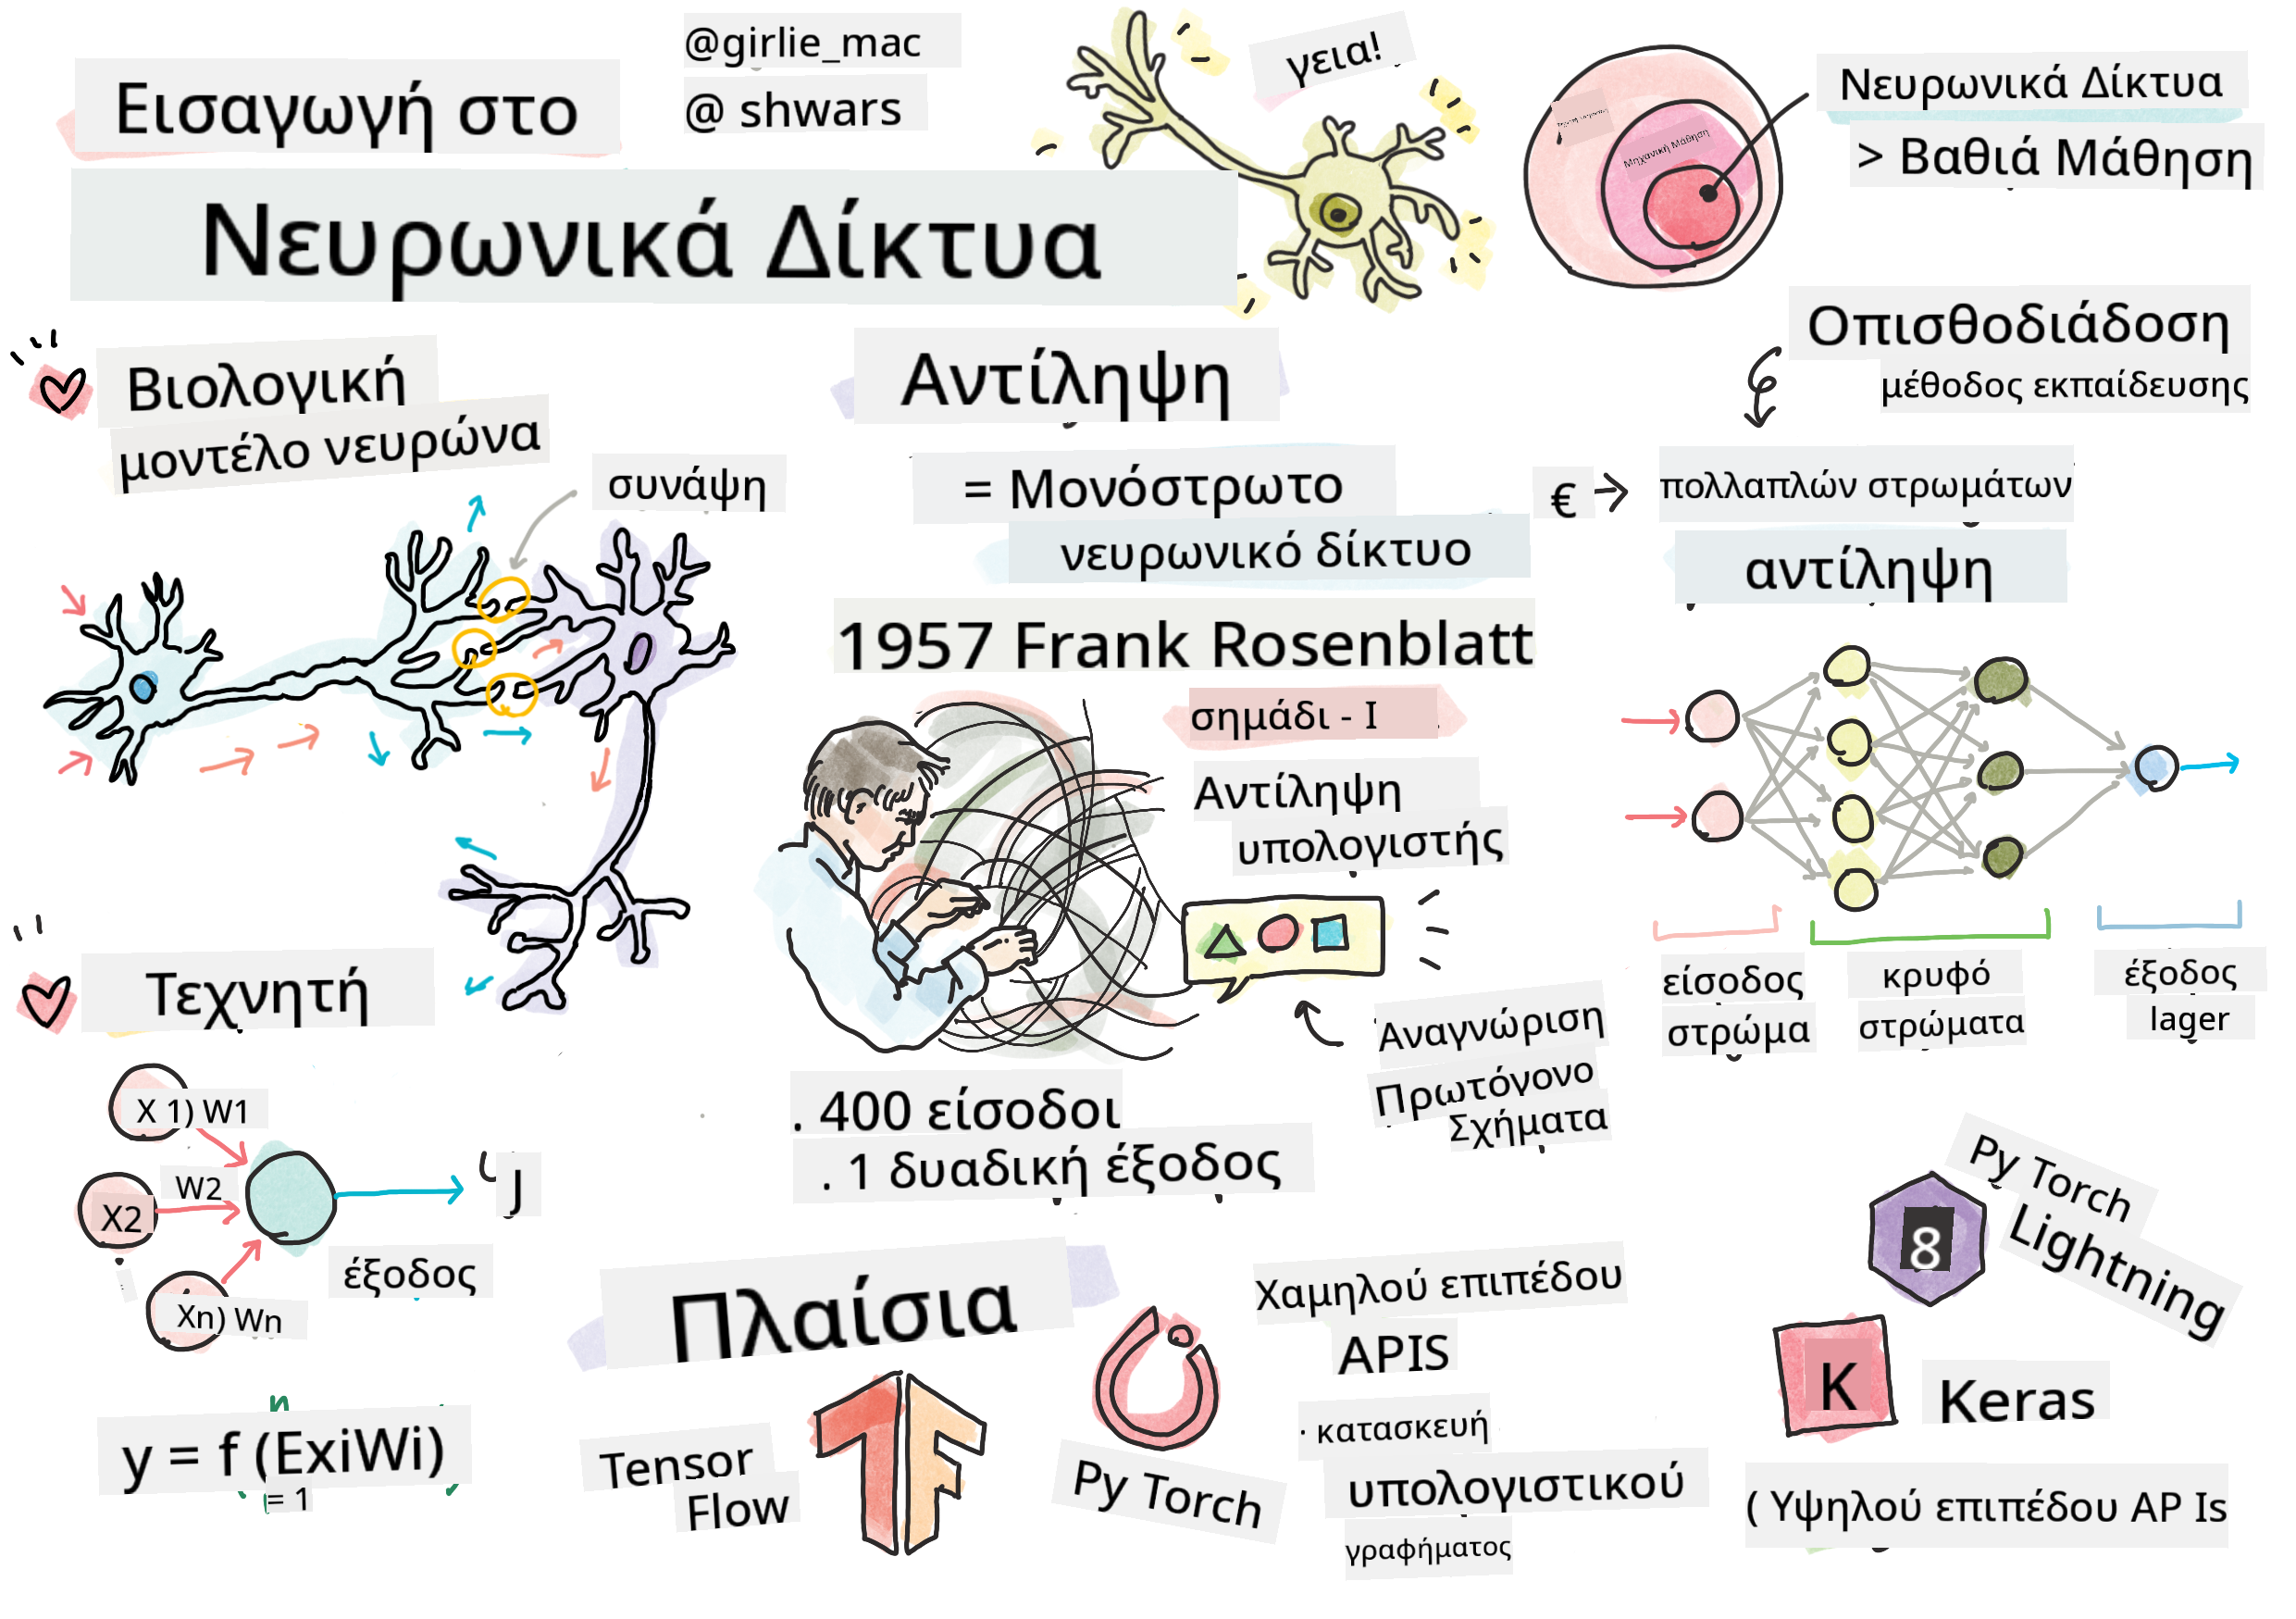 @girlie_mac
@ shwars
Εισαγωγή στο
Νευρωνικά Δίκτυα
γεια!
Μηχανική Μάθηση
Νευρωνικά Δίκτυα
> Βαθιά Μάθηση
Βιολογική
μοντέλο νευρώνα
συνάψη
Αντίληψη
= Μονόστρωτο
νευρωνικό δίκτυο
1957 Frank Rosenblatt
σημάδι - I
Αντίληψη
υπολογιστής
Αναγνώριση
Πρωτόγονο
Σχήματα
. 400 είσοδοι
. 1 δυαδική έξοδος
Οπισθοδιάδοση
μέθοδος εκπαίδευσης
€
πολλαπλών στρωμάτων
αντίληψη
είσοδος
στρώμα
κρυφό
στρώματα
έξοδος
lager
Τεχνητή
X 1) W1
W2
X2
J
έξοδος
Xn) Wn
n
y = f (ExiWi)
= 1
Πλαίσια
Tensor
Flow
Py Torch
Χαμηλού επιπέδου
APIS
· κατασκευή
υπολογιστικού
γραφήματος
Py Torch
Lightning
8
K
Keras
( Υψηλού επιπέδου AP Is